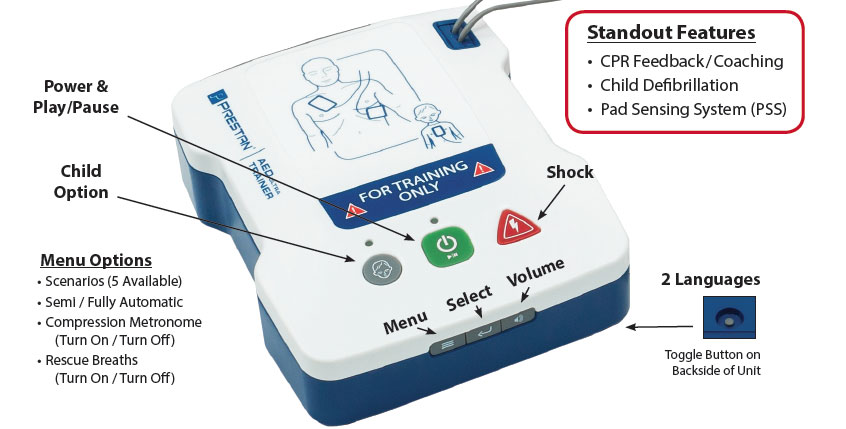 Standout Features
• CPR Feedback/Coaching
• Child Defibrillation
• Pad Sensing System (PSS)
Power &
Play/Pause
Child
Option
PRESTAN
AED ULTRA
TRAINER
FOR TRAINING
ONLY
Shock
Menu Options
• Scenarios (5 Available)
• Semi / Fully Automatic
• Compression Metronome
(Turn On / Turn Off)
• Rescue Breaths
(Turn On / Turn Off)
Menu
Select
Volume
2 Languages
Toggle Button on
Backside of Unit